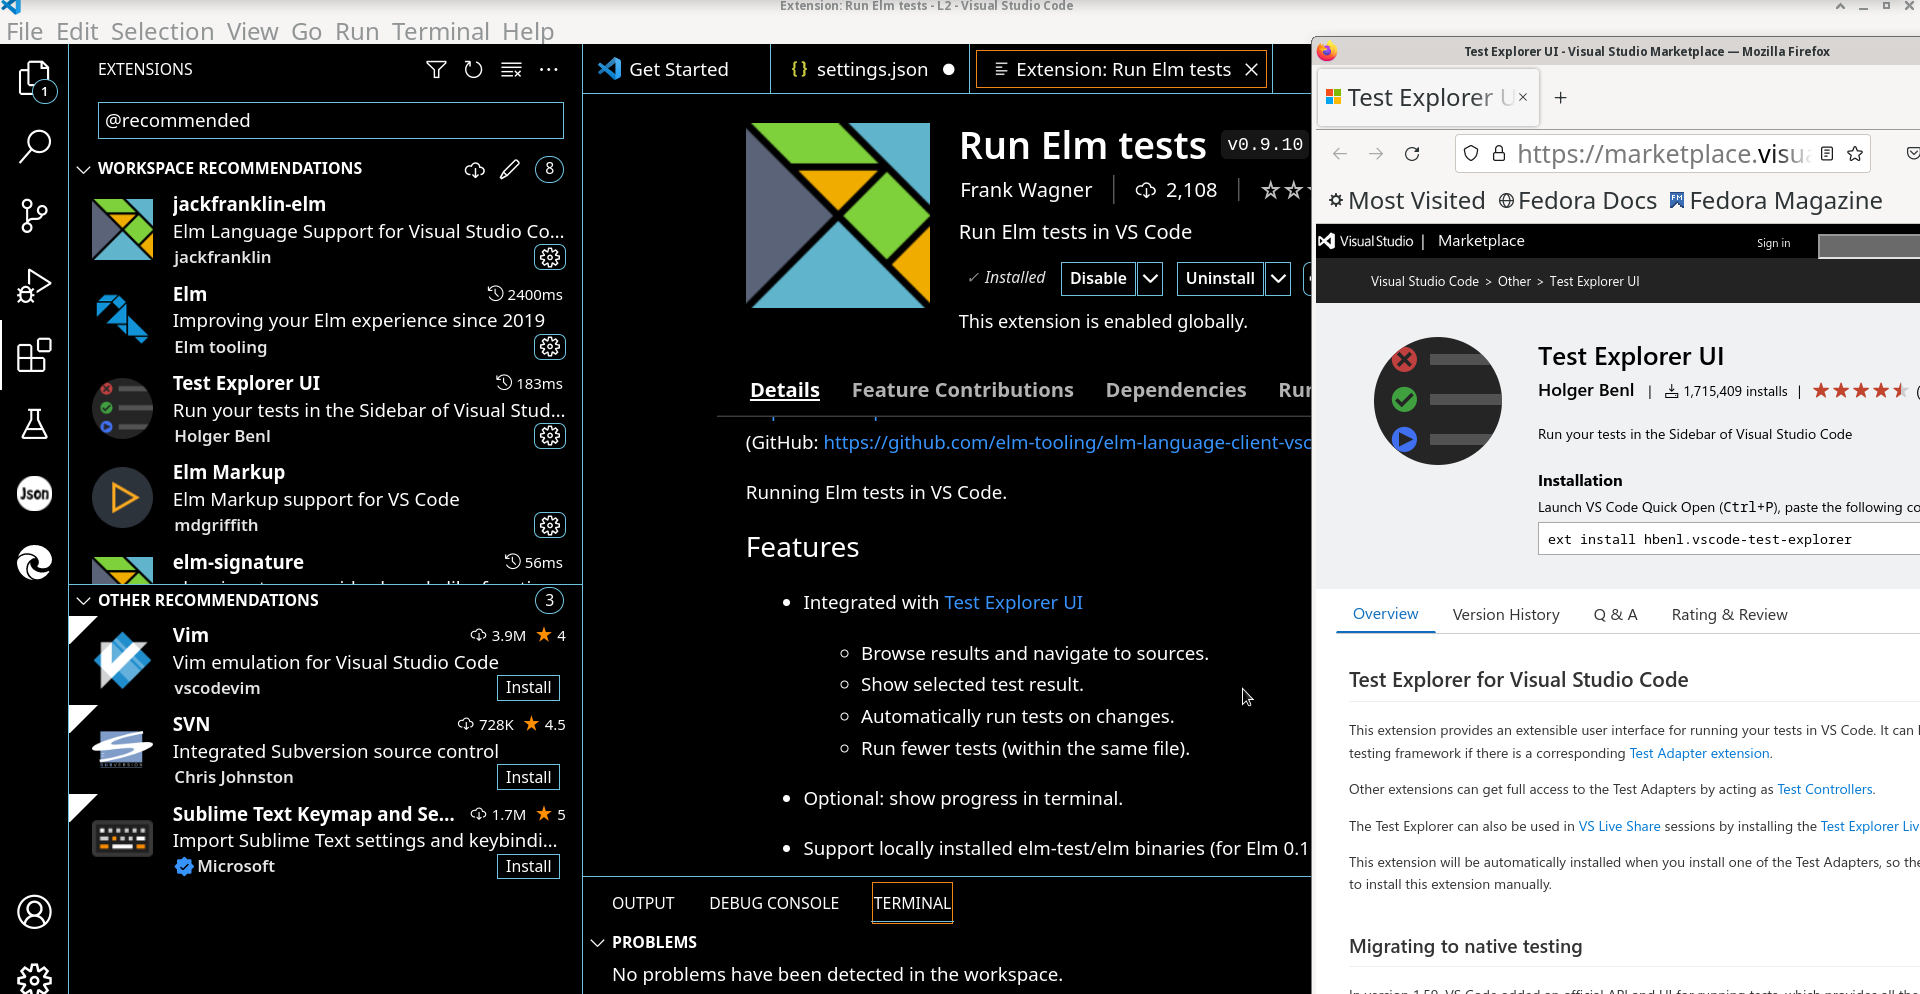 Extension: Run Elm tests - L2 - Visual Studio Code
File Edit Selection View Go Run Terminal Help
1
EXTENSIONS
@recommended
WORKSPACE RECOMMENDATIONS 8
jackfranklin-elm
Elm Language Support for Visual Studio Co...
jackfranklin
Elm 2400ms
Improving your Elm experience since 2019
Elm tooling
Test Explorer UI 183ms
Run your tests in the Sidebar of Visual Stud...
Holger Benl
Elm Markup
Elm Markup support for VS Code
mdgriffith
elm-signature 56ms
Json
OTHER RECOMMENDATIONS 3
Vim 3.9M ★ 4
Vim emulation for Visual Studio Code
vscodevim Install
SVN 728K ★ 4.5
Integrated Subversion source control
Chris Johnston Install
Sublime Text Keymap and Se... 1.7M ★ 5
Import Sublime Text settings and keybindi...
Microsoft Install
Get Started
{} settings.json ●
Extension: Run Elm tests
Run Elm tests v0.9.10
Frank Wagner 2,108
Run Elm tests in VS Code
✓ Installed Disable Uninstall
This extension is enabled globally.
Details Feature Contributions Dependencies Run
(GitHub: https://github.com/elm-tooling/elm-language-client-vsc
Running Elm tests in VS Code.
Features
Integrated with Test Explorer UI
Browse results and navigate to sources.
Show selected test result.
Automatically run tests on changes.
Run fewer tests (within the same file).
Optional: show progress in terminal.
Support locally installed elm-test/elm binaries (for Elm 0.1
OUTPUT DEBUG CONSOLE TERMINAL
PROBLEMS
No problems have been detected in the workspace.
Test Explorer UI - Visual Studio Marketplace — Mozilla Firefox
Test Explorer U
https://marketplace.visua
Most Visited Fedora Docs Fedora Magazine
Visual Studio | Marketplace Sign in
Visual Studio Code > Other > Test Explorer UI
Test Explorer UI
Holger Benl | 1,715,409 installs | (
Run your tests in the Sidebar of Visual Studio Code
Installation
Launch VS Code Quick Open (Ctrl+P), paste the following co
ext install hbenl.vscode-test-explorer
Overview Version History Q & A Rating & Review
Test Explorer for Visual Studio Code
This extension provides an extensible user interface for running your tests in VS Code. It can
testing framework if there is a corresponding Test Adapter extension.
Other extensions can get full access to the Test Adapters by acting as Test Controllers.
The Test Explorer can also be used in VS Live Share sessions by installing the Test Explorer Liv
This extension will be automatically installed when you install one of the Test Adapters, so the
to install this extension manually.
Migrating to native testing